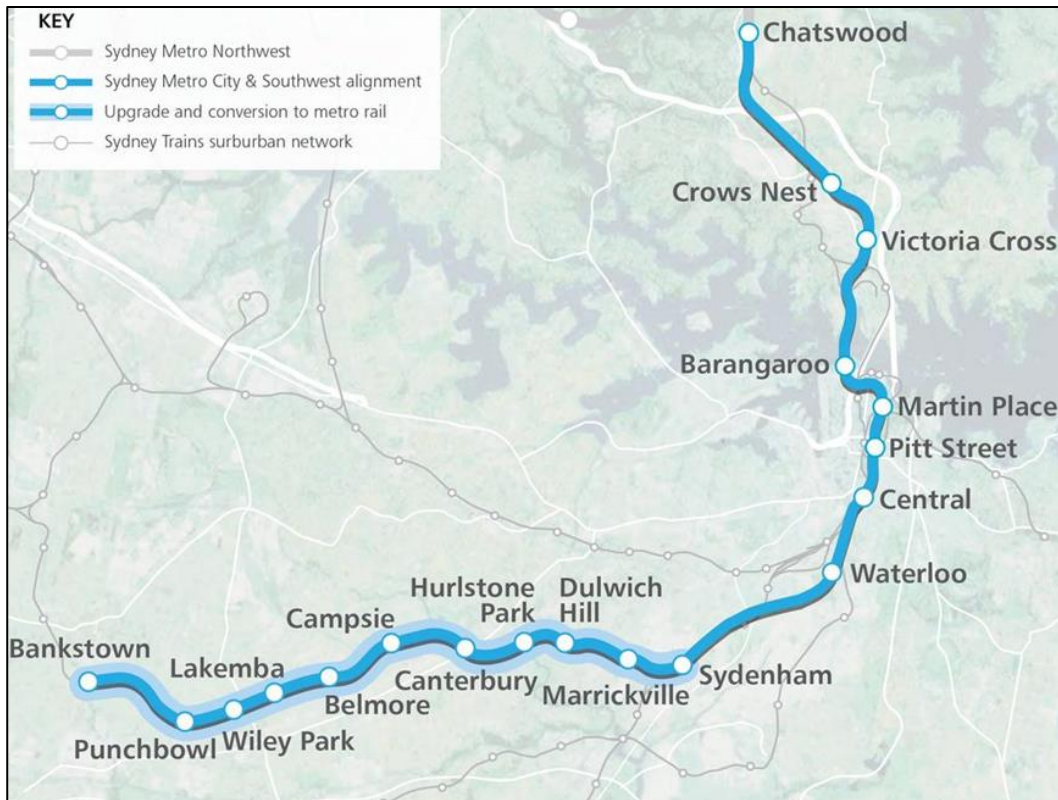 KEY
Sydney Metro Northwest
Sydney Metro City & Southwest alignment
Upgrade and conversion to metro rail
Sydney Trains surburban network
Chatswood
Crows Nest
Victoria Cross
Barangaroo
Martin Place
Pitt Street
Central
Waterloo
Hurlstone
Park
Dulwich
Hill
Campsie
Bankstown
Lakemba
Canterbury
Sydenham
Marrickville
Belmore
Punchbowl
Wiley Park